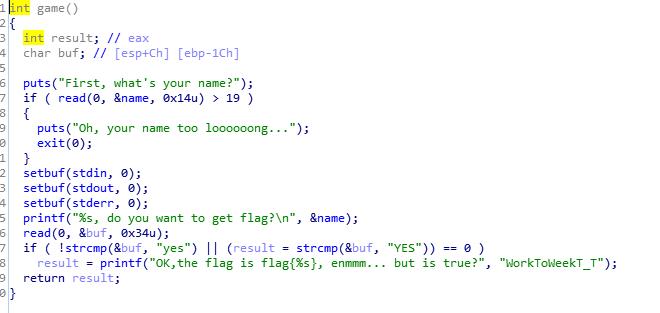 1 int game()
2 {
3 int result; // eax
4 char buf; // [esp+Ch] [ebp-1Ch]
5
6 puts("First, what's your name?");
7 if ( read(0, &name, 0x14u) > 19 )
8 {
9 puts("Oh, your name too loooooong...");
0 exit(0);
1 }
2 setbuf(stdin, 0);
3 setbuf(stdout, 0);
4 setbuf(stderr, 0);
5 printf("%s, do you want to get flag?\n", &name);
6 read(0, &buf, 0x34u);
7 if ( !strcmp(&buf, "yes") || (result = strcmp(&buf, "YES")) == 0 )
8 result = printf("OK,the flag is flag{%s}, enmmm... but is true?", "WorkToWeekT_T");
9 return result;
0 }